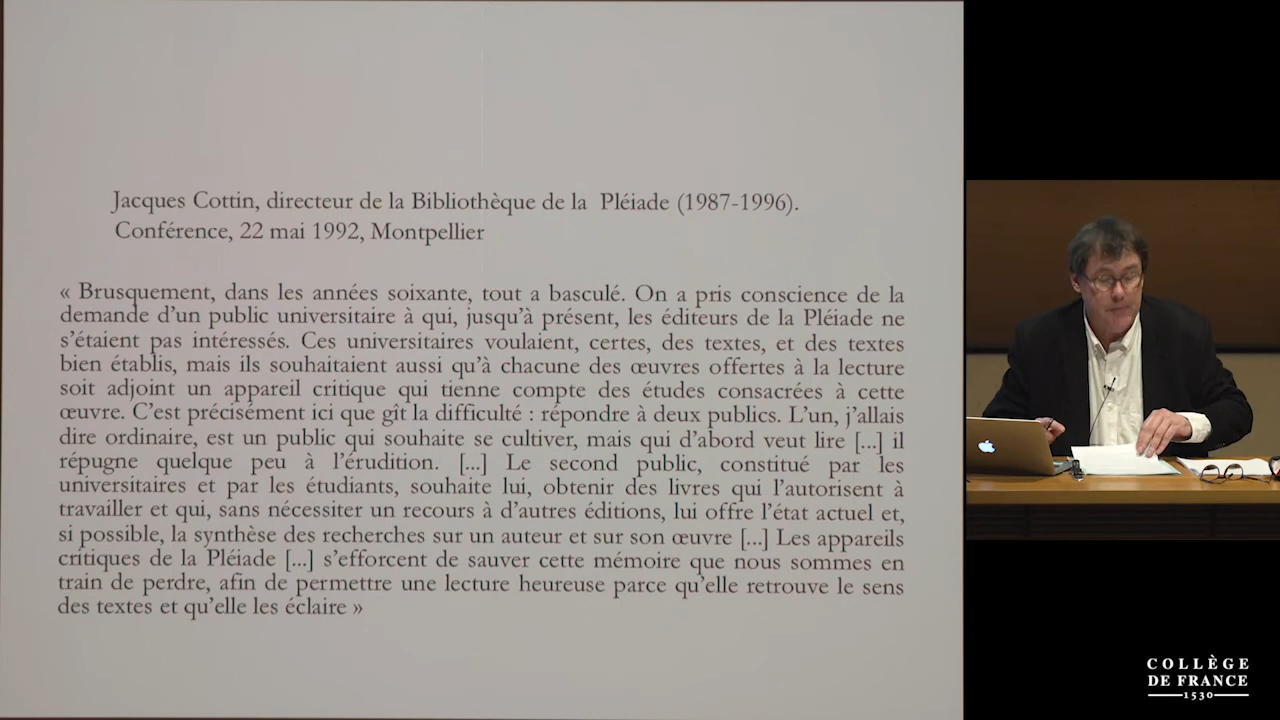 Jacques Cottin, directeur de la Bibliothèque de la Pléiade (1987-1996).
Conférence, 22 mai 1992, Montpellier
« Brusquement, dans les années soixante, tout a basculé. On a pris conscience de la
demande d’un public universitaire à qui, jusqu’à présent, les éditeurs de la Pléiade ne
s’étaient pas intéressés. Ces universitaires voulaient, certes, des textes, et des textes
bien établis, mais ils souhaitaient aussi qu’à chacune des œuvres offertes à la lecture
soit adjoint un appareil critique qui tienne compte des études consacrées à cette
œuvre. C’est précisément ici que gît la difficulté : répondre à deux publics. L’un, j’allais
dire ordinaire, est un public qui souhaite se cultiver, mais qui d’abord veut lire [...] il
répugne quelque peu à l’érudition. [...] Le second public, constitué par les
universitaires et par les étudiants, souhaite lui, obtenir des livres qui l’autorisent à
travailler et qui, sans nécessiter un recours à d’autres éditions, lui offre l’état actuel et,
si possible, la synthèse des recherches sur un auteur et sur son œuvre [...] Les appareils
critiques de la Pléiade [...] s’efforcent de sauver cette mémoire que nous sommes en
train de perdre, afin de permettre une lecture heureuse parce qu’elle retrouve le sens
des textes et qu’elle les éclaire »
COLLÈGE
DE FRANCE
1530